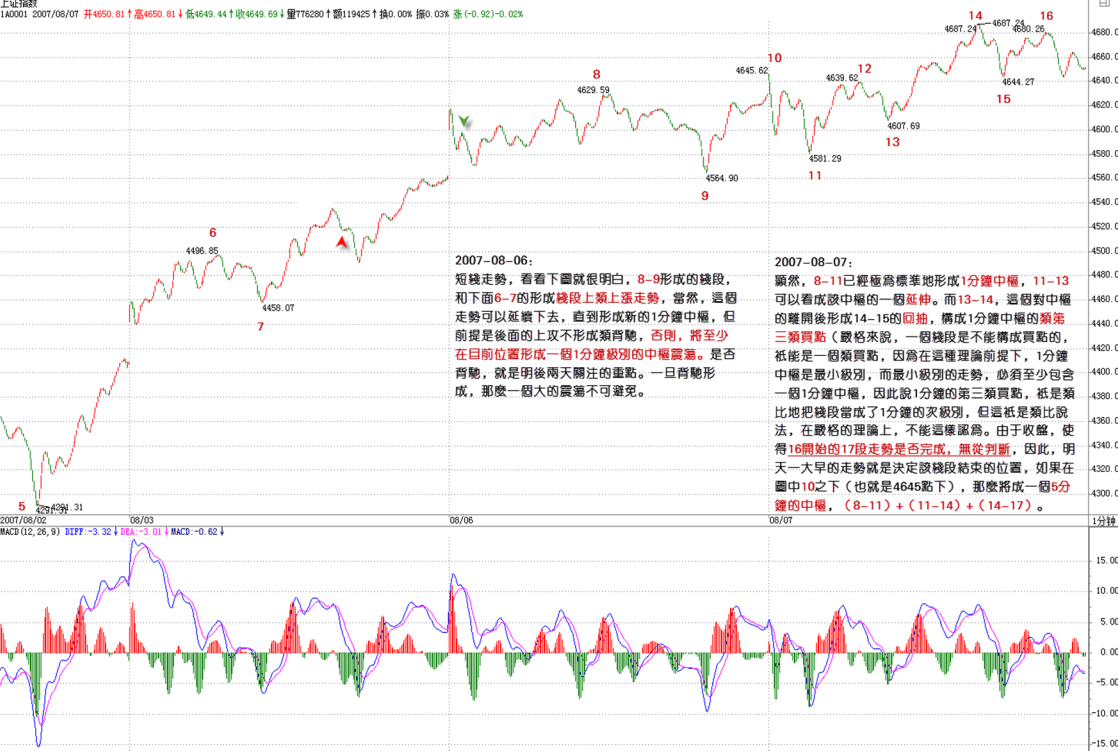 上证指数
1A0001 2007/08/07 开4650.81↑高4650.81↓低4649.44↑收4649.69↓量776280↑额119425↑换0.00% 振0.03% 涨(-0.92)-0.02%
14
4687.24
4687.24
16
4680.26
4680.0
4660.0
4640.0
4620.0
4600.0
4580.0
4560.0
4540.0
4520.0
4500.0
4480.0
4460.0
4440.0
4420.0
4400.0
4380.0
4360.0
4340.0
4320.0
4300.0
10
4645.62
12
4639.62
4644.27
15
8
4629.59
4607.69
13
4581.29
11
4564.90
9
6
4496.85
4458.07
7
5
4291.31
4291.31
2007-08-06:
短綫走勢，看看下圖就很明白，8-9形成的綫段，
和下面6-7的形成綫段上類上漲走勢，當然，這個
走勢可以延續下去，直到形成新的1分鐘中樞，但
前提是後面的上攻不形成類背馳，否則，將至少
在目前位置形成一個1分鐘級別的中樞震蕩。是否
背馳，就是明後兩天關注的重點。一旦背馳形
成，那麽一個大的震蕩不可避免。
2007-08-07:
顯然，8-11已經極爲標準地形成1分鐘中樞，11-13
可以看成該中樞的一個延伸。而13-14，這個對中樞
的離開後形成14-15的回抽，構成1分鐘中樞的類第
三類買點（嚴格來説，一個綫段是不能構成買點的，
祇能是一個類買點，因爲在這種理論前提下，1分鐘
中樞是最小級別，而最小級別的走勢，必須至少包含
一個1分鐘中樞，因此説1分鐘的第三類買點，祇是類
比地把綫段當成了1分鐘的次級別，但這祇是類比説
法，在嚴格的理論上，不能這樣認爲。由于收盤，使
得16開始的17段走勢是否完成，無從判斷，因此，明
天一大早的走勢就是決定該綫段結束的位置，如果在
圖中10之下（也就是4645點下），那麽將成一個5分
鐘的中樞，（8-11）+（11-14）+（14-17）。
2007/08/02
08/03
08/06
08/07
1分钟
MACD(12,26,9) DIFF:-3.32↓ DEA:-3.01↓ MACD:-0.62↓
15.00
10.00
5.00
0.00
-5.00
-10.00
-15.00